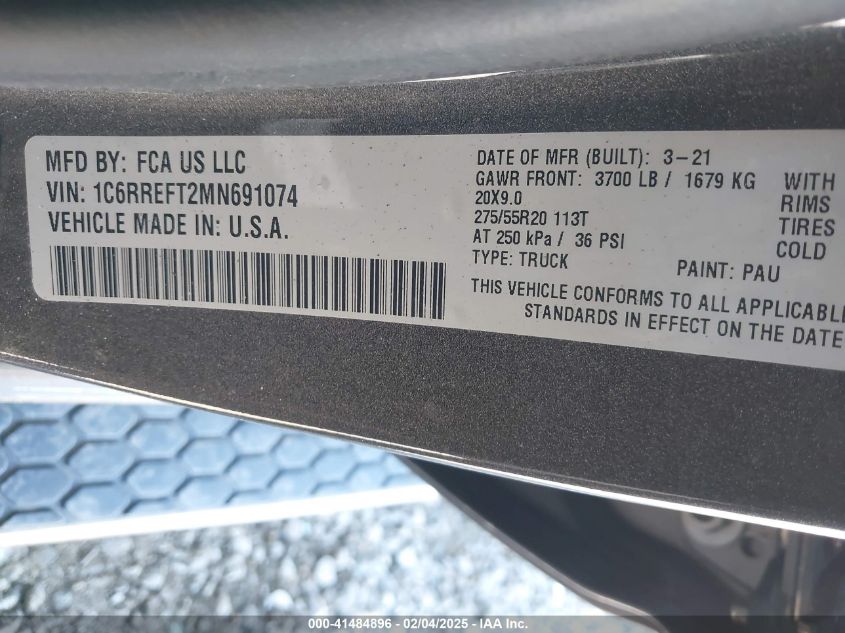 MFD BY: FCA US LLC
VIN: 1C6RREFT2MN691074
VEHICLE MADE IN: U.S.A.
DATE OF MFR (BUILT): 3-21
GAWR FRONT: 3700 LB / 1679 KG WITH
20X9.0 RIMS
275/55R20 113T TIRES
AT 250 kPa / 36 PSI COLD
TYPE: TRUCK PAINT: PAU
THIS VEHICLE CONFORMS TO ALL APPLICABLE
STANDARDS IN EFFECT ON THE DATE
000-41484896 - 02/04/2025 - IAA Inc.